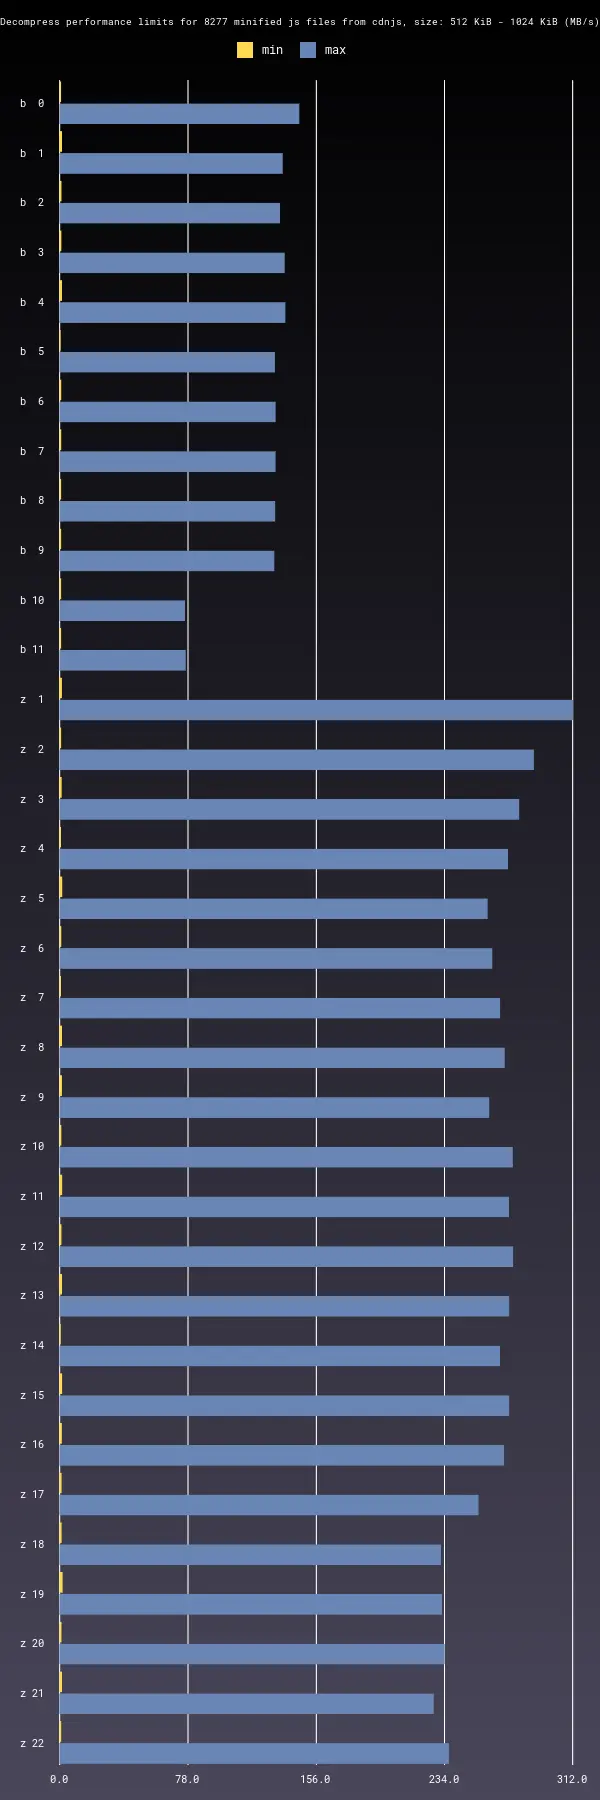 Decompress performance limits for 8277 minified js files from cdnjs, size: 512 KiB - 1024 KiB (MB/s)
min max
b 0
b 1
b 2
b 3
b 4
b 5
b 6
b 7
b 8
b 9
b 10
b 11
z 1
z 2
z 3
z 4
z 5
z 6
z 7
z 8
z 9
z 10
z 11
z 12
z 13
z 14
z 15
z 16
z 17
z 18
z 19
z 20
z 21
z 22
0.0 78.0 156.0 234.0 312.0